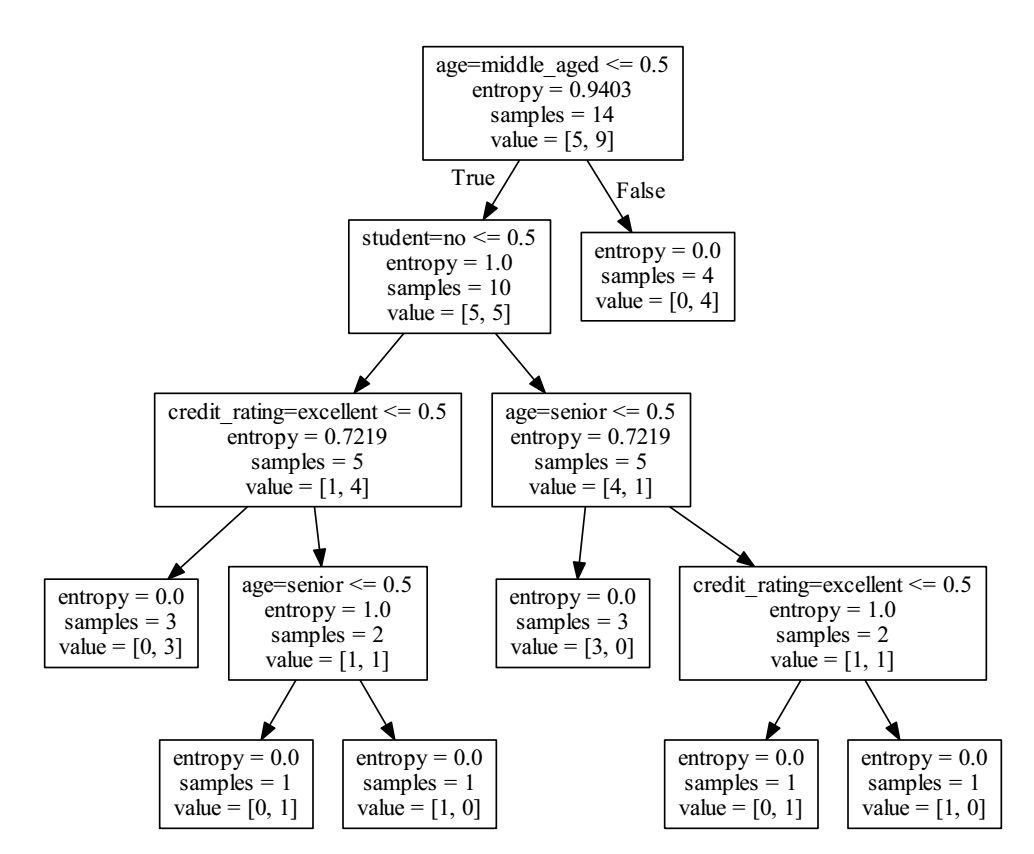 age=middle_aged <= 0.5
entropy = 0.9403
samples = 14
value = [5, 9]
True
False
student=no <= 0.5
entropy = 1.0
samples = 10
value = [5, 5]
entropy = 0.0
samples = 4
value = [0, 4]
credit_rating=excellent <= 0.5
entropy = 0.7219
samples = 5
value = [1, 4]
age=senior <= 0.5
entropy = 0.7219
samples = 5
value = [4, 1]
entropy = 0.0
samples = 3
value = [0, 3]
age=senior <= 0.5
entropy = 1.0
samples = 2
value = [1, 1]
entropy = 0.0
samples = 3
value = [3, 0]
credit_rating=excellent <= 0.5
entropy = 1.0
samples = 2
value = [1, 1]
entropy = 0.0
samples = 1
value = [0, 1]
entropy = 0.0
samples = 1
value = [1, 0]
entropy = 0.0
samples = 1
value = [0, 1]
entropy = 0.0
samples = 1
value = [1, 0]